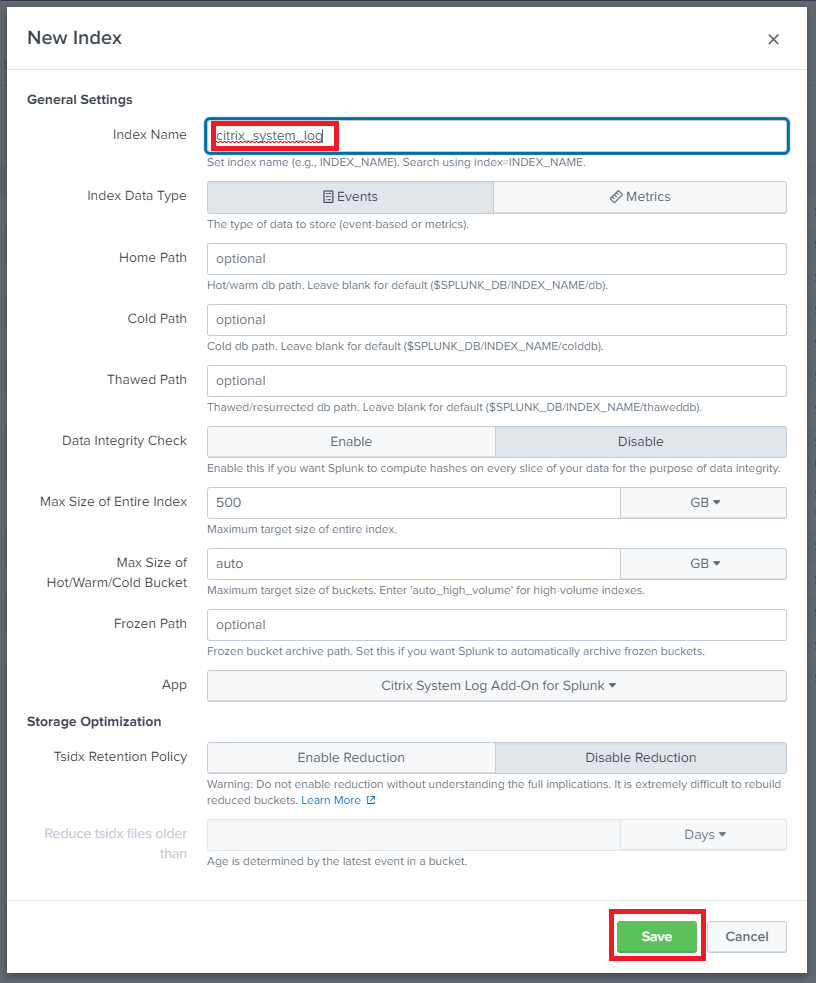 New Index
×
General Settings
Index Name
citrix_system_log
Set index name (e.g., INDEX_NAME). Search using index=INDEX_NAME.
Index Data Type
Events
Metrics
The type of data to store (event-based or metrics).
Home Path
optional
Hot/warm db path. Leave blank for default ($SPLUNK_DB/INDEX_NAME/db).
Cold Path
optional
Cold db path. Leave blank for default ($SPLUNK_DB/INDEX_NAME/colddb).
Thawed Path
optional
Thawed/resurrected db path. Leave blank for default ($SPLUNK_DB/INDEX_NAME/thaweddb).
Data Integrity Check
Enable
Disable
Enable this if you want Splunk to compute hashes on every slice of your data for the purpose of data integrity.
Max Size of Entire Index
500
GB
Maximum target size of entire index.
Max Size of
Hot/Warm/Cold Bucket
auto
GB
Maximum target size of buckets. Enter 'auto_high_volume' for high-volume indexes.
Frozen Path
optional
Frozen bucket archive path. Set this if you want Splunk to automatically archive frozen buckets.
App
Citrix System Log Add-On for Splunk
Storage Optimization
Tsidx Retention Policy
Enable Reduction
Disable Reduction
Warning: Do not enable reduction without understanding the full implications. It is extremely difficult to rebuild
reduced buckets. Learn More
Reduce tsidx files older
than
Days
Age is determined by the latest event in a bucket.
Save
Cancel